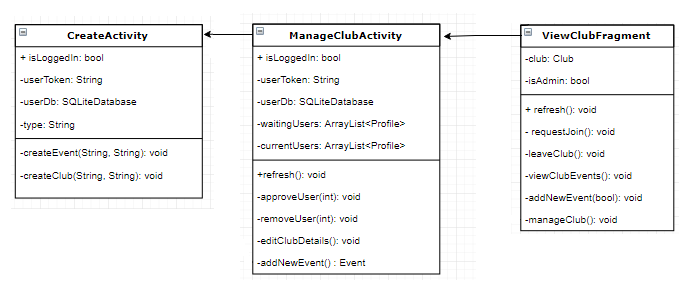 CreateActivity
+ isLoggedIn: bool
-userToken: String
-userDb: SQLiteDatabase
-type: String
-createEvent(String, String): void
-createClub(String, String): void
ManageClubActivity
+ isLoggedIn: bool
-userToken: String
-userDb: SQLiteDatabase
-waitingUsers: ArrayList<Profile>
-currentUsers: ArrayList<Profile>
+refresh(): void
-approveUser(int): void
-removeUser(int): void
-editClubDetails(): void
-addNewEvent() : Event
ViewClubFragment
-club: Club
-isAdmin: bool
+ refresh(): void
- requestJoin(): void
-leaveClub(): void
-viewClubEvents(): void
-addNewEvent(bool): void
-manageClub(): void